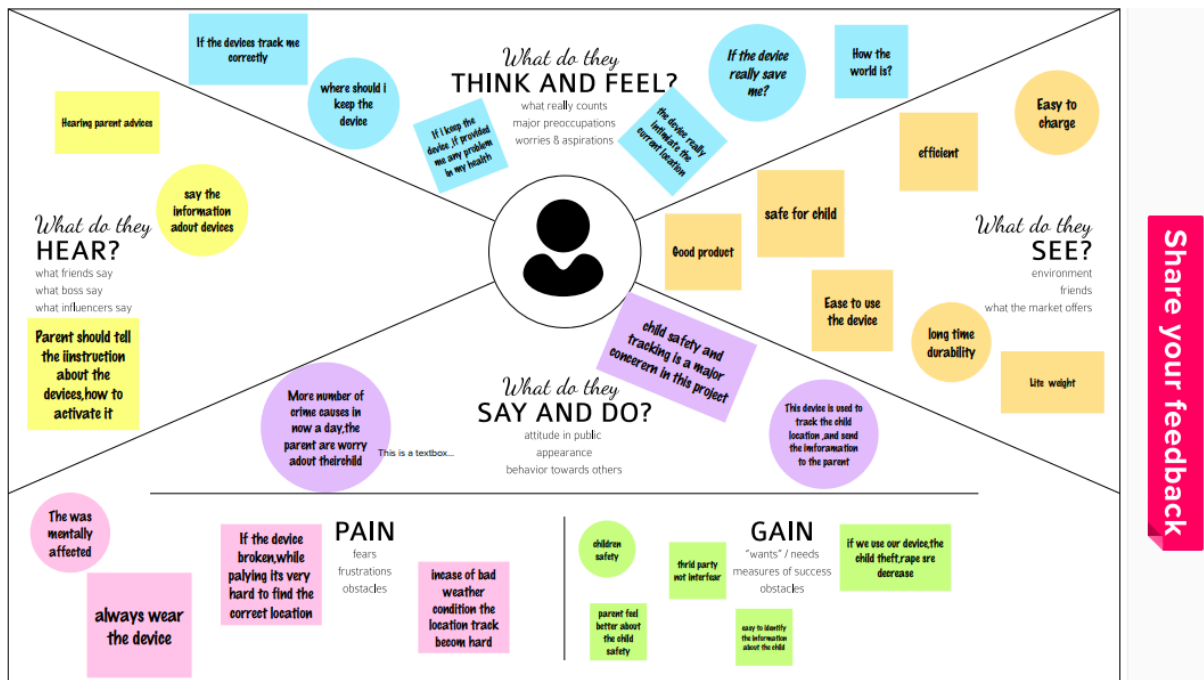 If the devices track me
correctly
where should i
keep the
device
If i keep the
device ,if provided
me any problem
in my health
What do they
THINK AND FEEL?
what really counts
major preoccupations
worries & aspirations
If the device
really save
me?
How the
world is?
the device really
intimidate the
current location
Hearing parent advices
say the
information
adout devices
What do they
HEAR?
what friends say
what boss say
what influencers say
Parent should tell
the iinstruction
about the
devices,how to
activate it
Easy to
charge
efficient
safe for child
Good product
What do they
SEE?
environment
friends
what the market offers
Ease to use
the device
long time
durability
Lite weight
child safety and
tracking is a major
concerern in this project
What do they
SAY AND DO?
attitude in public
appearance
behavior towards others
More number of
crime causes in
now a day,the
parent are worry
adout theirchild
This is a textbox...
This device is used to
track the child
location ,and send
the imforamation
to the parent
The was
mentally
affected
always wear
the device
If the device
broken,while
palying its very
hard to find the
correct location
PAIN
fears
frustrations
obstacles
incase of bad
weather
condition the
location track
becom hard
GAIN
"wants" / needs
measures of success
obstacles
children
safety
thrid party
not interfear
if we use our device,the
child theft,rape sre
decrease
parent feel
better about
the child
safety
easy to identify
the information
about the child
Share your feedback